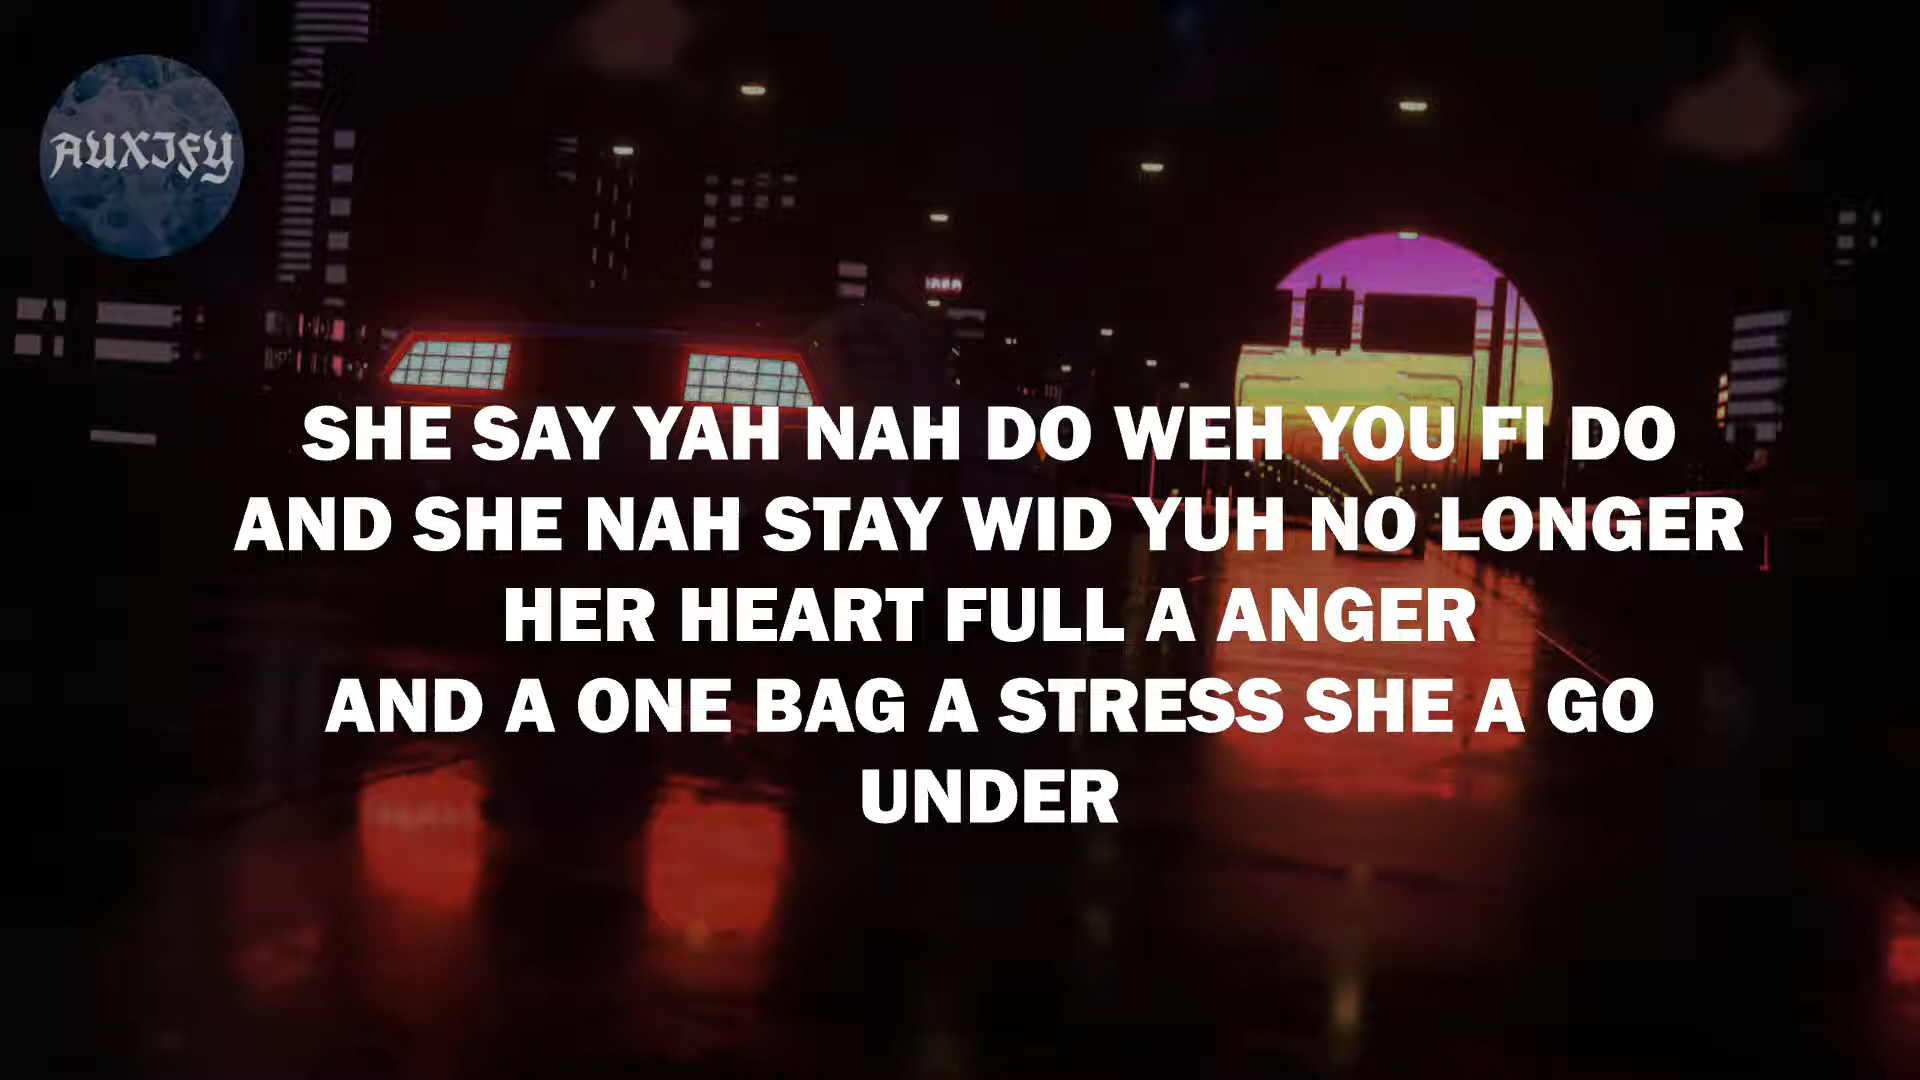 AUXIFY
SHE SAY YAH NAH DO WEH YOU FI DO
AND SHE NAH STAY WID YUH NO LONGER
HER HEART FULL A ANGER
AND A ONE BAG A STRESS SHE A GO
UNDER